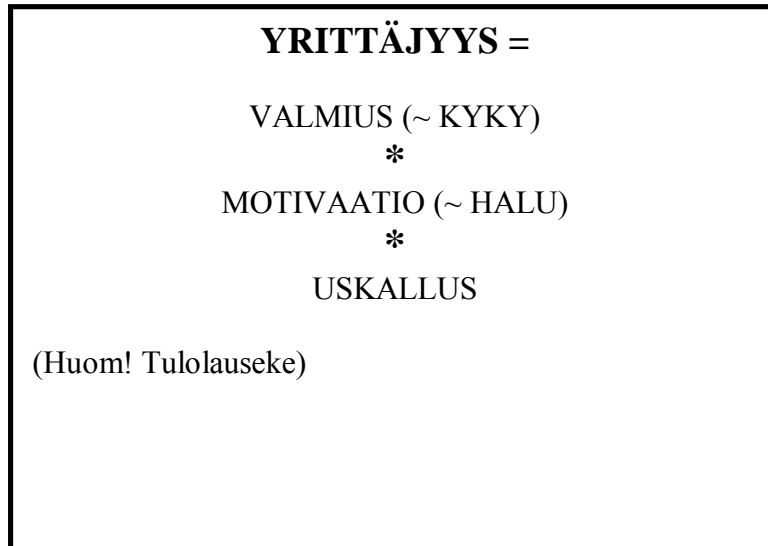 YRITTÄJYYS =
VALMIUS (~ KYKY)
*
MOTIVAATIO (~ HALU)
*
USKALLUS
(Huom! Tulolauseke)